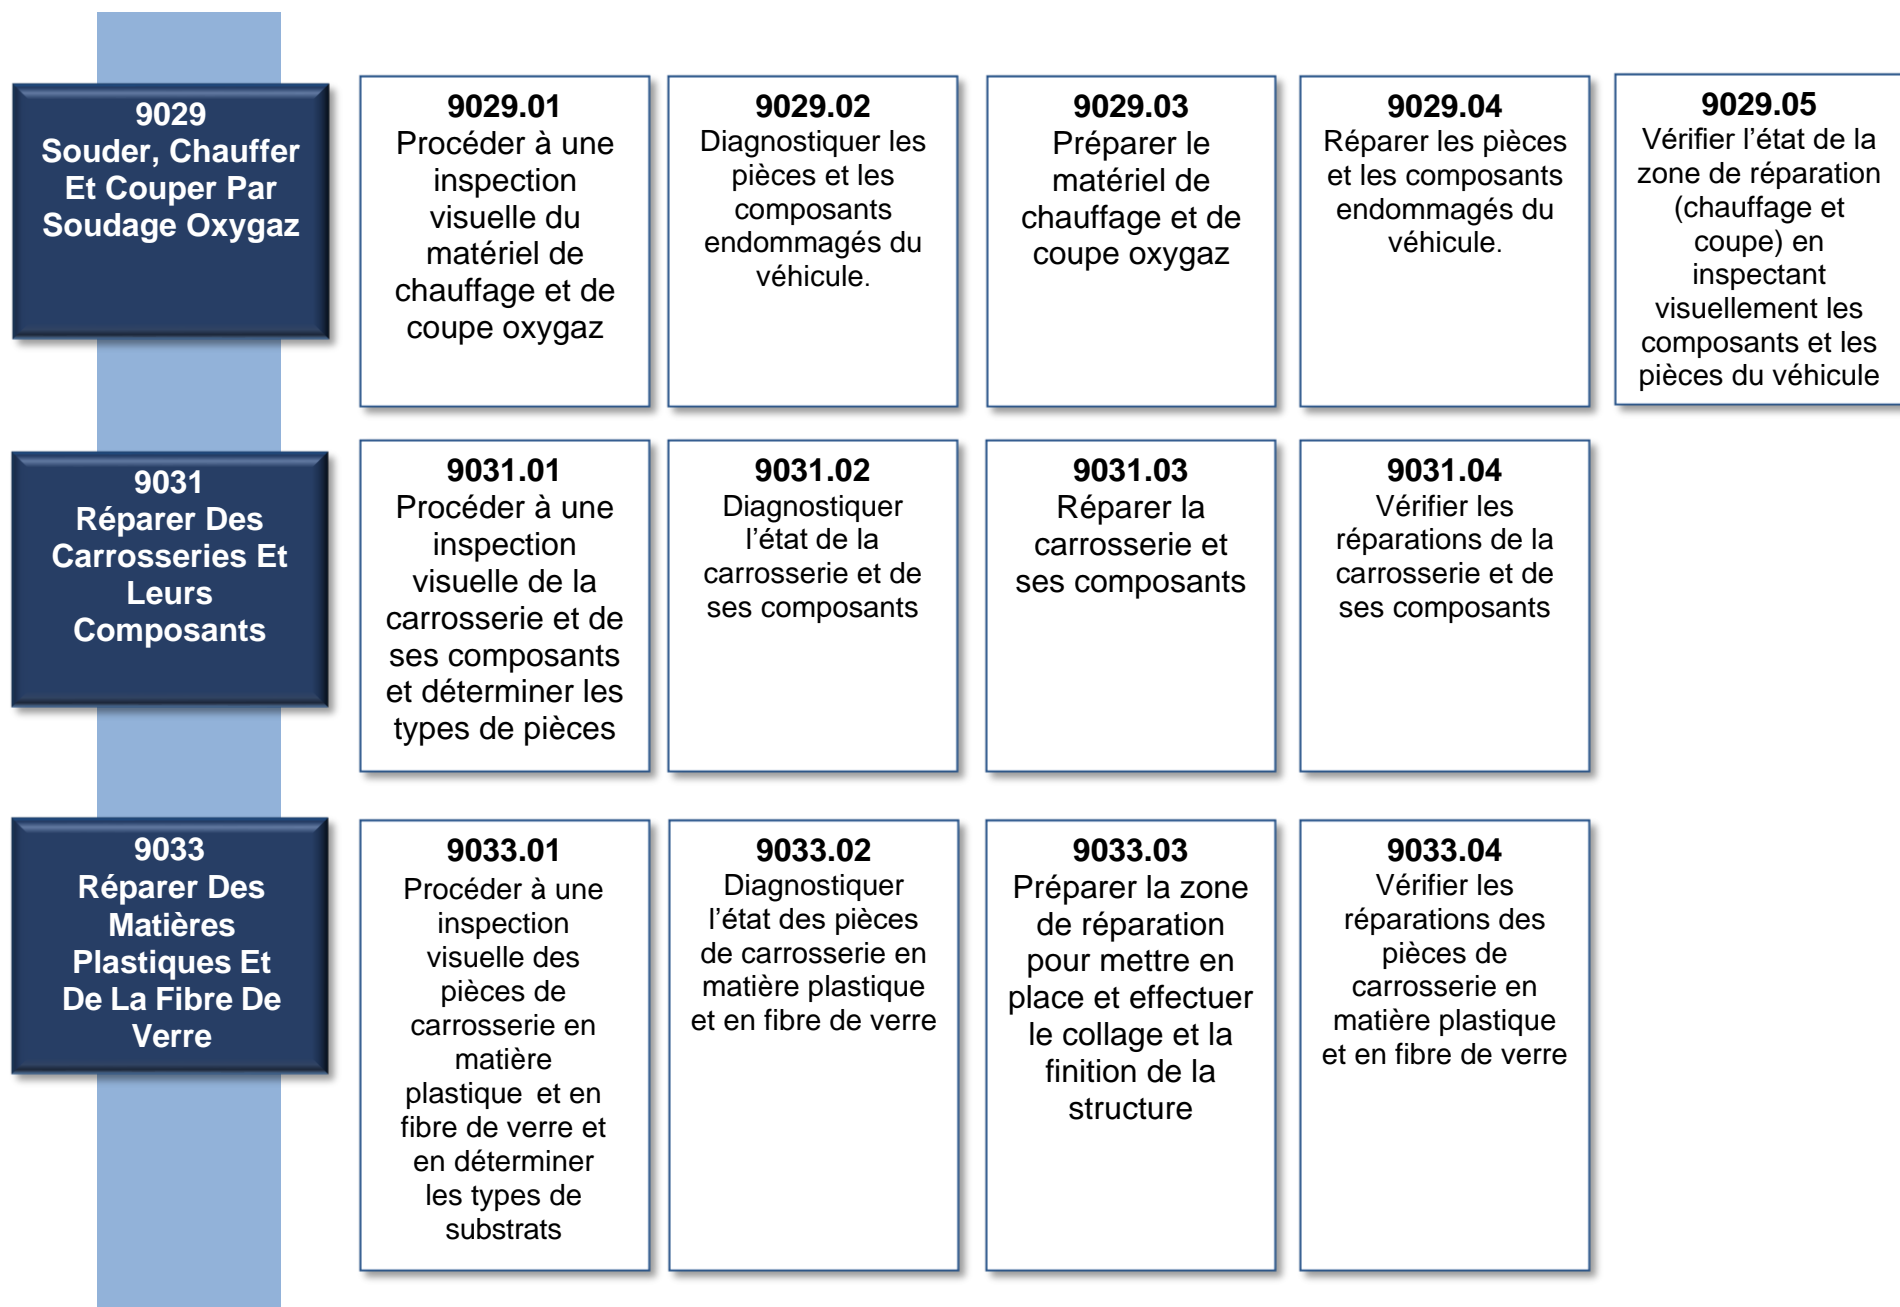 9029
Souder, Chauffer
Et Couper Par
Soudage Oxygaz
9029.01
Procéder à une
inspection
visuelle du
matériel de
chauffage et de
coupe oxygaz
9029.02
Diagnostiquer les
pièces et les
composants
endommagés du
véhicule.
9029.03
Préparer le
matériel de
chauffage et de
coupe oxygaz
9029.04
Réparer les pièces
et les composants
endommagés du
véhicule.
9029.05
Vérifier l’état de la
zone de réparation
(chauffage et
coupe) en
inspectant
visuellement les
composants et les
pièces du véhicule
9031
Réparer Des
Carrosseries Et
Leurs
Composants
9031.01
Procéder à une
inspection
visuelle de la
carrosserie et de
ses composants
et déterminer les
types de pièces
9031.02
Diagnostiquer
l’état de la
carrosserie et de
ses composants
9031.03
Réparer la
carrosserie et
ses composants
9031.04
Vérifier les
réparations de la
carrosserie et de
ses composants
9033
Réparer Des
Matières
Plastiques Et
De La Fibre De
Verre
9033.01
Procéder à une
inspection
visuelle des
pièces de
carrosserie en
matière
plastique et en
fibre de verre et
en déterminer
les types de
substrats
9033.02
Diagnostiquer
l’état des pièces
de carrosserie en
matière plastique
et en fibre de verre
9033.03
Préparer la zone
de réparation
pour mettre en
place et effectuer
le collage et la
finition de la
structure
9033.04
Vérifier les
réparations des
pièces de
carrosserie en
matière plastique
et en fibre de verre